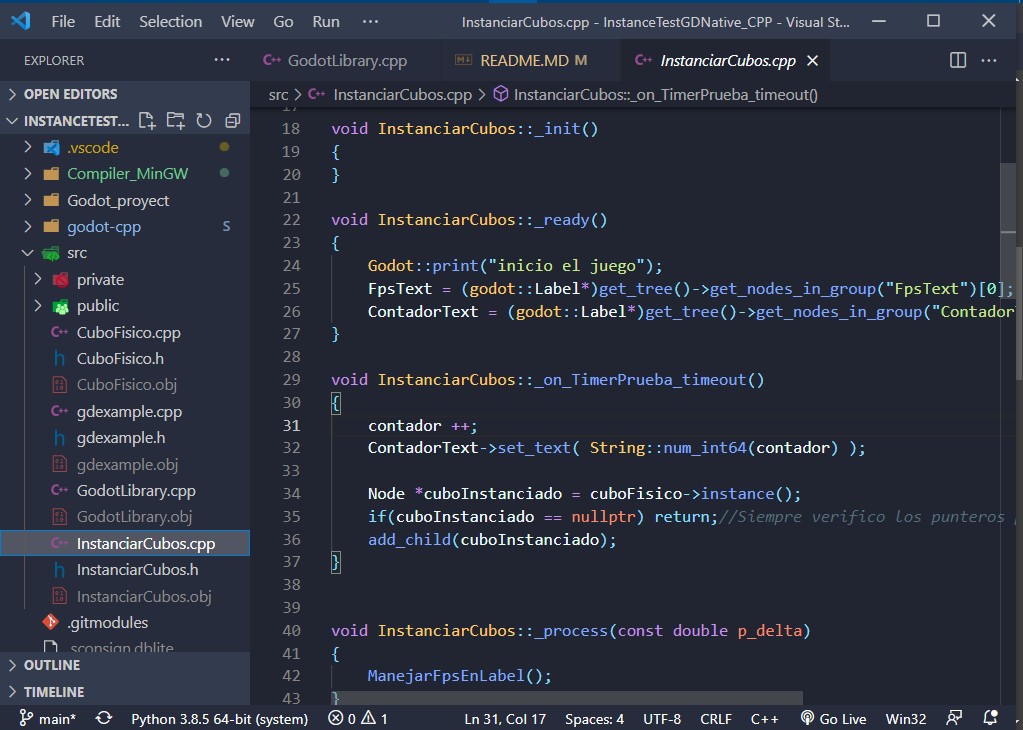 File Edit Selection View Go Run ··· InstanciarCubos.cpp - InstanceTestGDNative_CPP - Visual St...
EXPLORER ···
C++ GodotLibrary.cpp
README.MD M
C++ InstanciarCubos.cpp
src > C++ InstanciarCubos.cpp > InstanciarCubos::_on_TimerPrueba_timeout()
OPEN EDITORS
INSTANCETEST...
.vscode
Compiler_MinGW
Godot_proyect
godot-cpp S
src
private
public
C++ CuboFisico.cpp
h CuboFisico.h
CuboFisico.obj
C++ gdexample.cpp
h gdexample.h
gdexample.obj
C++ GodotLibrary.cpp
GodotLibrary.obj
C++ InstanciarCubos.cpp
h InstanciarCubos.h
InstanciarCubos.obj
.gitmodules
.sconsign.dblite
OUTLINE
TIMELINE
17
18 void InstanciarCubos::_init()
19 {
20 }
21
22 void InstanciarCubos::_ready()
23 {
24 Godot::print("inicio el juego");
25 FpsText = (godot::Label*)get_tree()->get_nodes_in_group("FpsText")[0];
26 ContadorText = (godot::Label*)get_tree()->get_nodes_in_group("Contador
27 }
28
29 void InstanciarCubos::_on_TimerPrueba_timeout()
30 {
31 contador ++;
32 ContadorText->set_text( String::num_int64(contador) );
33
34 Node *cuboInstanciado = cuboFisico->instance();
35 if(cuboInstanciado == nullptr) return;//Siempre verifico los punteros
36 add_child(cuboInstanciado);
37 }
38
39
40 void InstanciarCubos::_process(const double p_delta)
41 {
42 ManejarFpsEnLabel();
43 }
main* Python 3.8.5 64-bit (system) 0 1 Ln 31, Col 17 Spaces: 4 UTF-8 CRLF C++ Go Live Win32